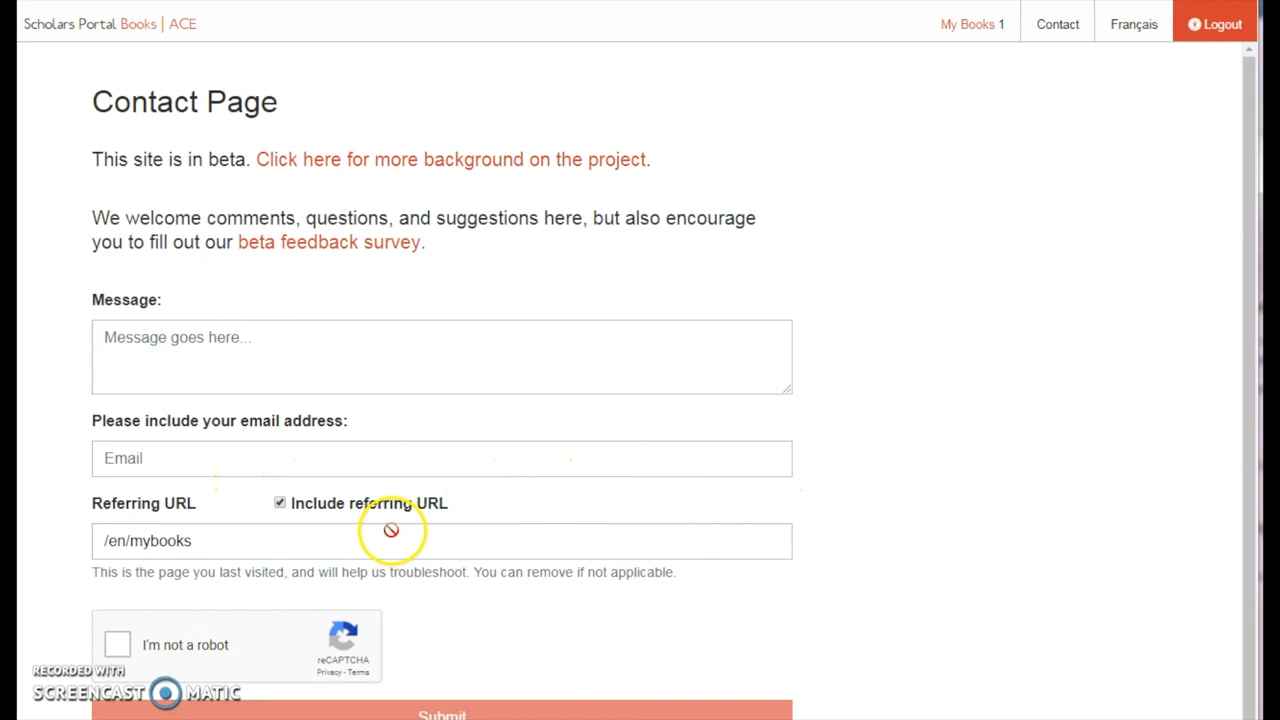 Scholars Portal Books | ACE
My Books 1
Contact
Français
Logout
Contact Page
This site is in beta. Click here for more background on the project.
We welcome comments, questions, and suggestions here, but also encourage
you to fill out our beta feedback survey.
Message:
Message goes here...
Please include your email address:
Email
Referring URL
Include referring URL
/en/mybooks
This is the page you last visited, and will help us troubleshoot. You can remove if not applicable.
I'm not a robot
reCAPTCHA
Privacy - Terms
RECORDED WITH
SCREENCAST MATIC
Submit